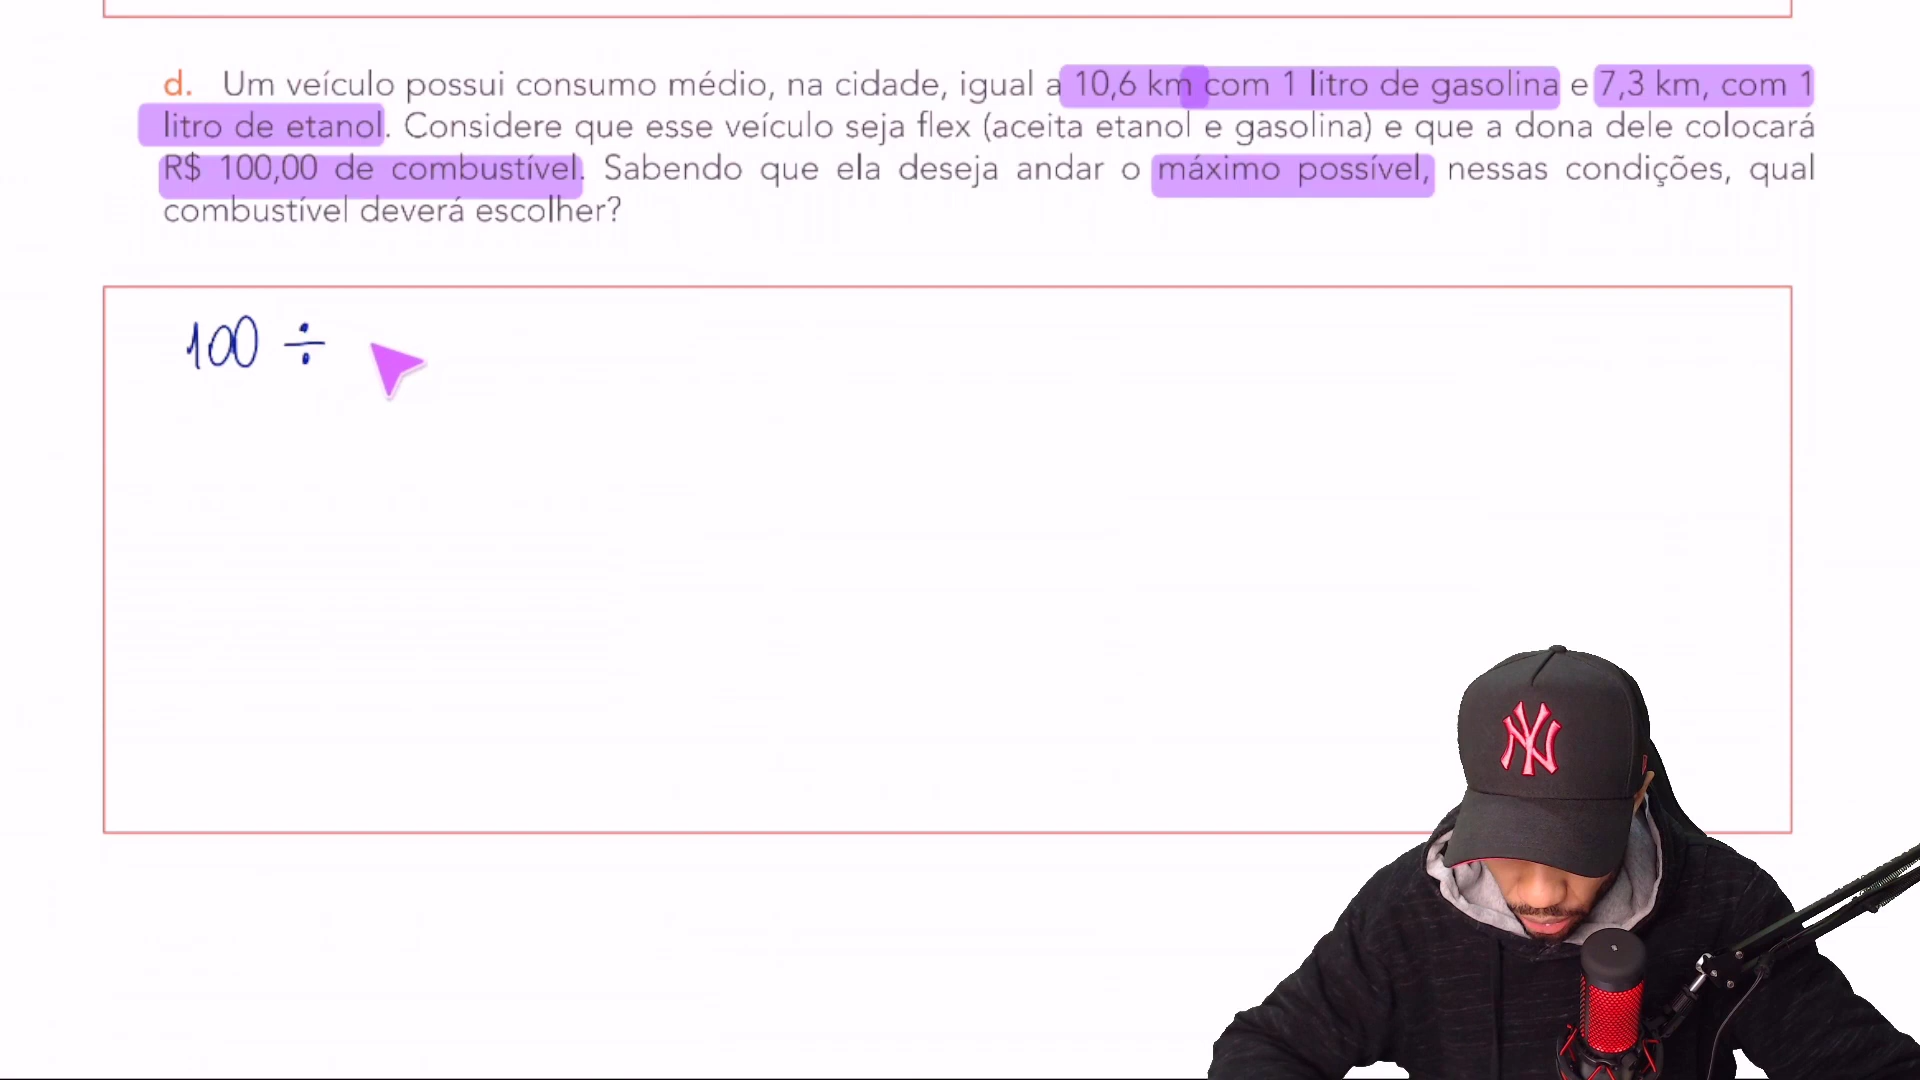 d. Um veículo possui consumo médio, na cidade, igual a 10,6 km com 1 litro de gasolina e 7,3 km, com 1
litro de etanol. Considere que esse veículo seja flex (aceita etanol e gasolina) e que a dona dele colocará
R$ 100,00 de combustível. Sabendo que ela deseja andar o máximo possível, nessas condições, qual
combustível deverá escolher?
100 ÷
NY